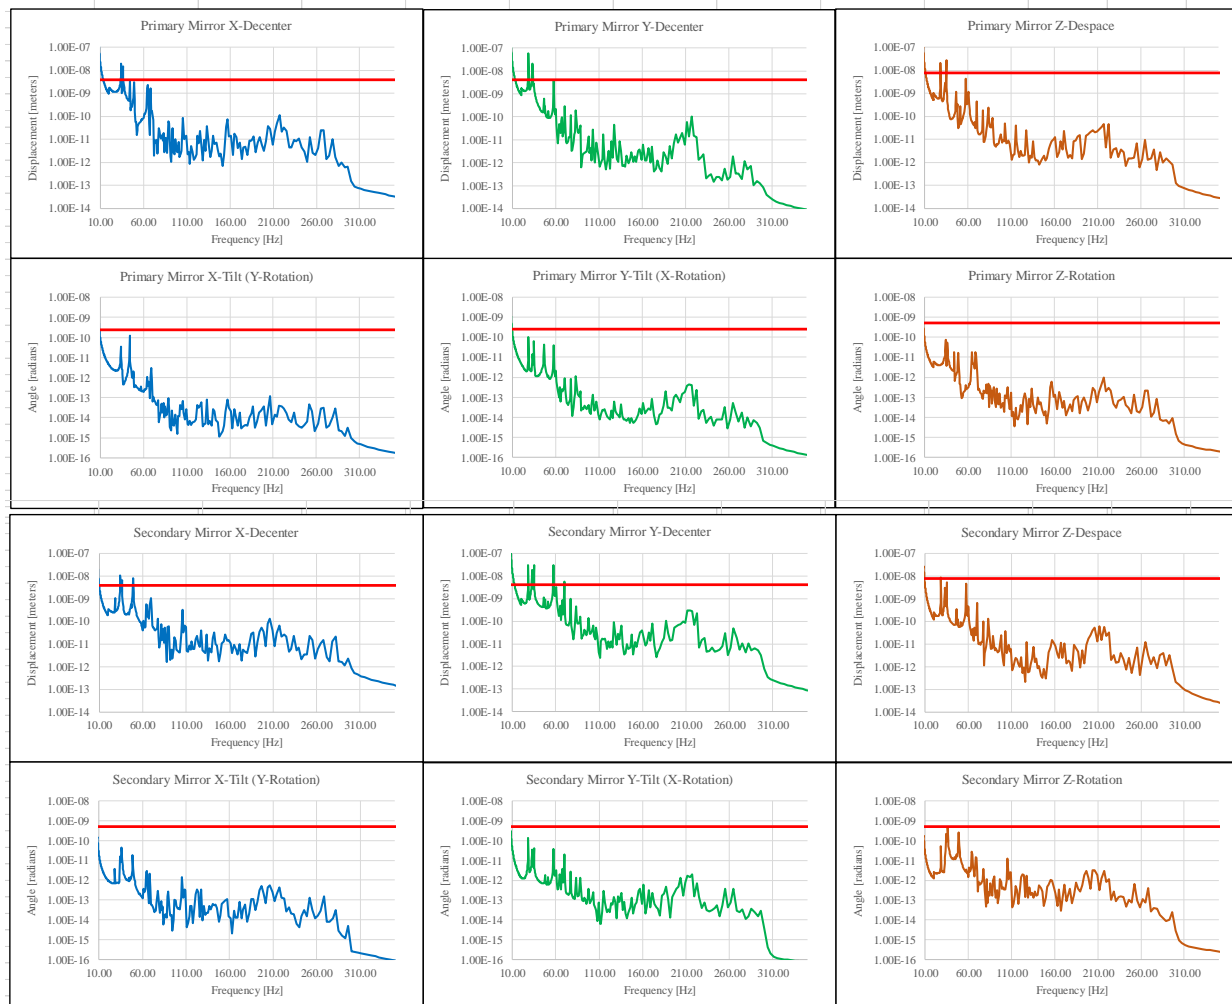 Primary Mirror X-Decenter
Displacement [meters]
1.00E-07
1.00E-08
1.00E-09
1.00E-10
1.00E-11
1.00E-12
1.00E-13
1.00E-14
10.00 60.00 110.00 160.00 210.00 260.00 310.00
Frequency [Hz]
Primary Mirror Y-Decenter
Displacement [meters]
1.00E-07
1.00E-08
1.00E-09
1.00E-10
1.00E-11
1.00E-12
1.00E-13
1.00E-14
10.00 60.00 110.00 160.00 210.00 260.00 310.00
Frequency [Hz]
Primary Mirror Z-Despace
Displacement [meters]
1.00E-07
1.00E-08
1.00E-09
1.00E-10
1.00E-11
1.00E-12
1.00E-13
1.00E-14
10.00 60.00 110.00 160.00 210.00 260.00 310.00
Frequency [Hz]
Primary Mirror X-Tilt (Y-Rotation)
Angle [radians]
1.00E-08
1.00E-09
1.00E-10
1.00E-11
1.00E-12
1.00E-13
1.00E-14
1.00E-15
1.00E-16
10.00 60.00 110.00 160.00 210.00 260.00 310.00
Frequency [Hz]
Primary Mirror Y-Tilt (X-Rotation)
Angle [radians]
1.00E-08
1.00E-09
1.00E-10
1.00E-11
1.00E-12
1.00E-13
1.00E-14
1.00E-15
1.00E-16
10.00 60.00 110.00 160.00 210.00 260.00 310.00
Frequency [Hz]
Primary Mirror Z-Rotation
Angle [radians]
1.00E-08
1.00E-09
1.00E-10
1.00E-11
1.00E-12
1.00E-13
1.00E-14
1.00E-15
1.00E-16
10.00 60.00 110.00 160.00 210.00 260.00 310.00
Frequency [Hz]
Secondary Mirror X-Decenter
Displacement [meters]
1.00E-07
1.00E-08
1.00E-09
1.00E-10
1.00E-11
1.00E-12
1.00E-13
1.00E-14
10.00 60.00 110.00 160.00 210.00 260.00 310.00
Frequency [Hz]
Secondary Mirror Y-Decenter
Displacement [meters]
1.00E-07
1.00E-08
1.00E-09
1.00E-10
1.00E-11
1.00E-12
1.00E-13
1.00E-14
10.00 60.00 110.00 160.00 210.00 260.00 310.00
Frequency [Hz]
Secondary Mirror Z-Despace
Displacement [meters]
1.00E-07
1.00E-08
1.00E-09
1.00E-10
1.00E-11
1.00E-12
1.00E-13
1.00E-14
10.00 60.00 110.00 160.00 210.00 260.00 310.00
Frequency [Hz]
Secondary Mirror X-Tilt (Y-Rotation)
Angle [radians]
1.00E-08
1.00E-09
1.00E-10
1.00E-11
1.00E-12
1.00E-13
1.00E-14
1.00E-15
1.00E-16
10.00 60.00 110.00 160.00 210.00 260.00 310.00
Frequency [Hz]
Secondary Mirror Y-Tilt (X-Rotation)
Angle [radians]
1.00E-08
1.00E-09
1.00E-10
1.00E-11
1.00E-12
1.00E-13
1.00E-14
1.00E-15
1.00E-16
10.00 60.00 110.00 160.00 210.00 260.00 310.00
Frequency [Hz]
Secondary Mirror Z-Rotation
Angle [radians]
1.00E-08
1.00E-09
1.00E-10
1.00E-11
1.00E-12
1.00E-13
1.00E-14
1.00E-15
1.00E-16
10.00 60.00 110.00 160.00 210.00 260.00 310.00
Frequency [Hz]